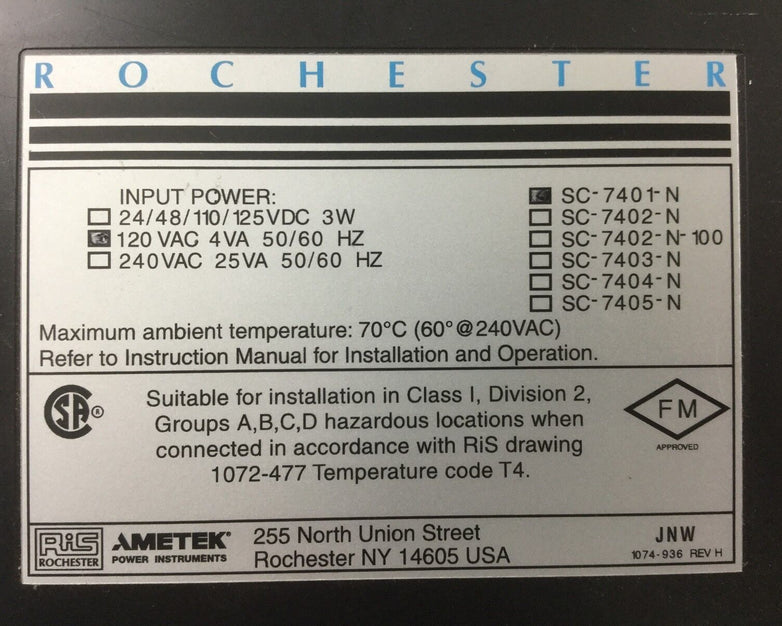 ROCHESTER
INPUT POWER:
24/48/110/125VDC 3W
120 VAC 4VA 50/60 HZ
240VAC 25VA 50/60 HZ
SC-7401-N
SC-7402-N
SC-7402-N-100
SC-7403-N
SC-7404-N
SC-7405-N
Maximum ambient temperature: 70°C (60°@240VAC)
Refer to Instruction Manual for Installation and Operation.
SA®
Suitable for installation in Class I, Division 2,
Groups A,B,C,D hazardous locations when
connected in accordance with RiS drawing
1072-477 Temperature code T4.
FM
APPROVED
RiS
ROCHESTER
AMETEK®
POWER INSTRUMENTS
255 North Union Street
Rochester NY 14605 USA
JNW
1074-936 REV H